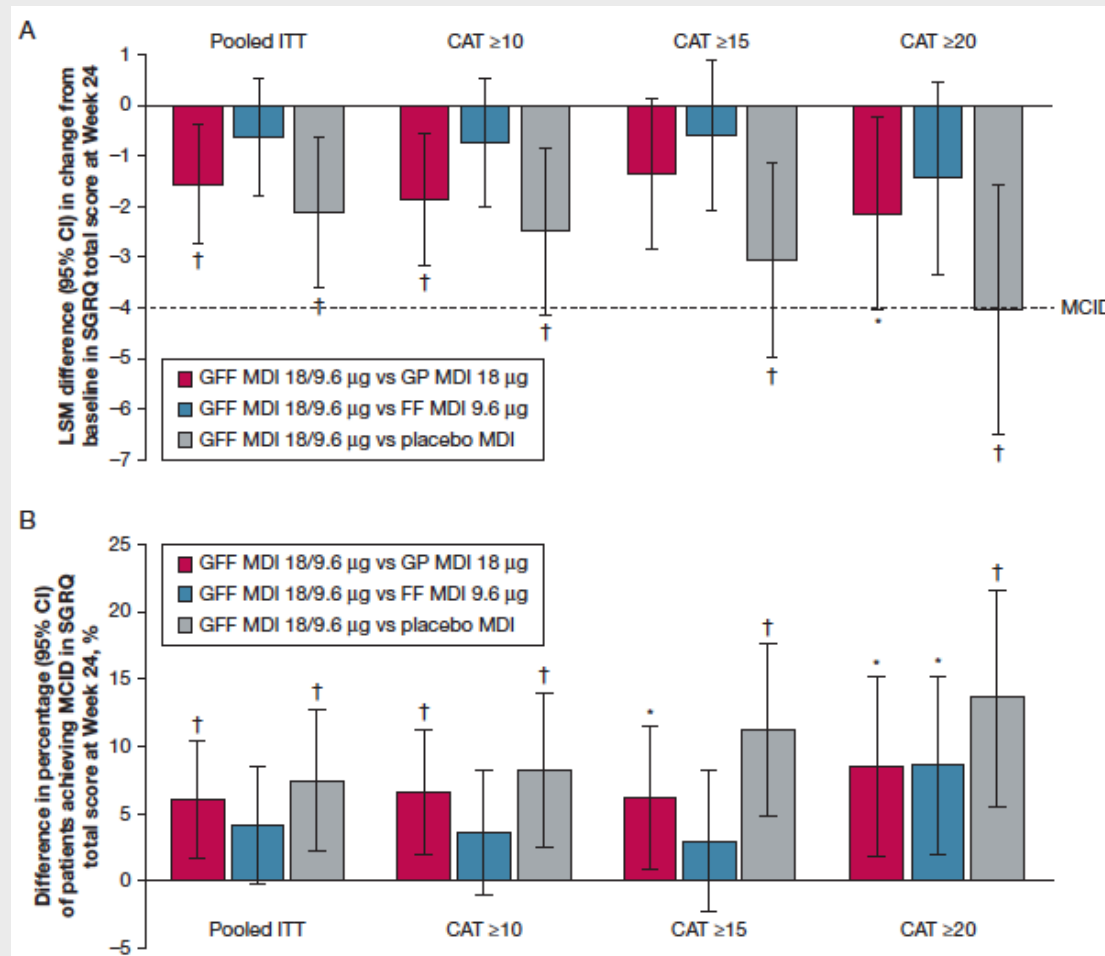 A
Pooled ITT
CAT ≥10
CAT ≥15
CAT ≥20
LSM difference (95% CI) in change from
baseline in SGRQ total score at Week 24
1
0
−1
−2
−3
−4
−5
−6
−7
†
†
†
†
†
*
†
MCID
GFF MDI 18/9.6 µg vs GP MDI 18 µg
GFF MDI 18/9.6 µg vs FF MDI 9.6 µg
GFF MDI 18/9.6 µg vs placebo MDI
B
Difference in percentage (95% CI)
of patients achieving MCID in SGRQ
total score at Week 24, %
25
20
15
10
5
0
−5
GFF MDI 18/9.6 µg vs GP MDI 18 µg
GFF MDI 18/9.6 µg vs FF MDI 9.6 µg
GFF MDI 18/9.6 µg vs placebo MDI
†
†
†
†
*
†
*
*
†
Pooled ITT
CAT ≥10
CAT ≥15
CAT ≥20